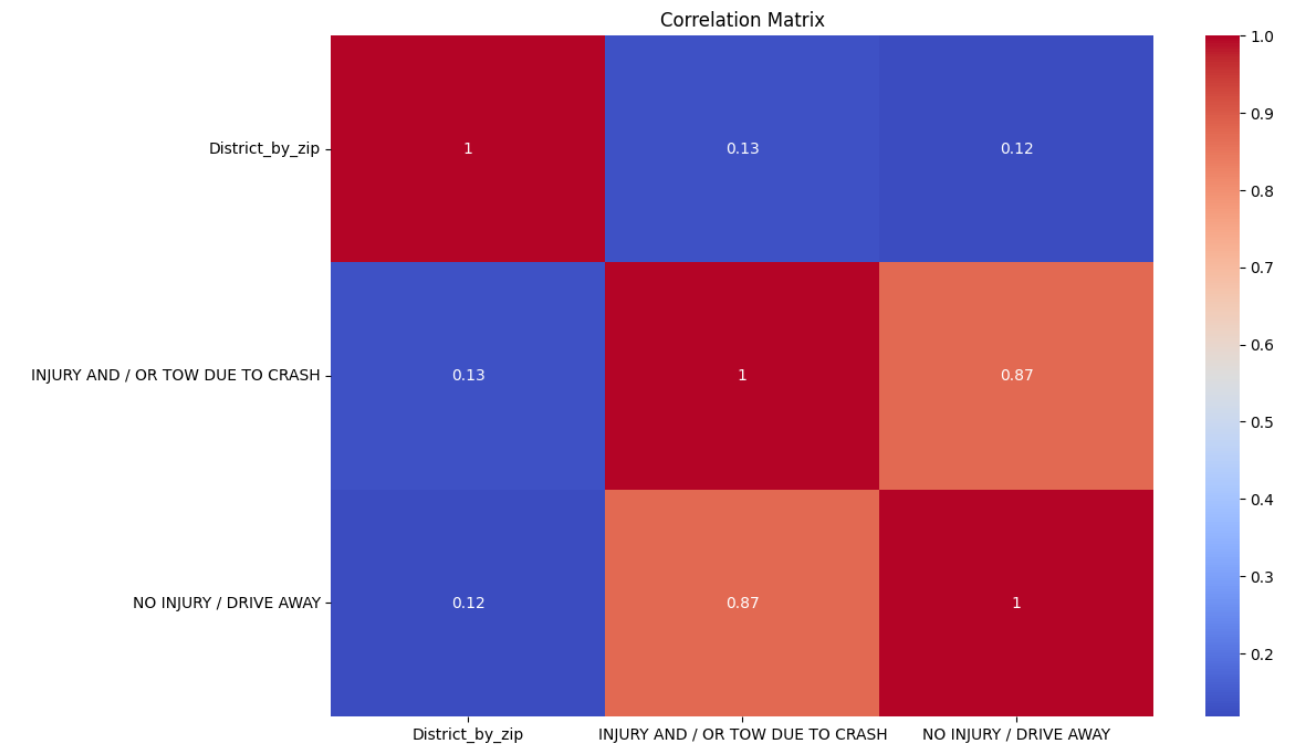 Correlation Matrix
District_by_zip
1
0.13
0.12
INJURY AND / OR TOW DUE TO CRASH
0.13
1
0.87
NO INJURY / DRIVE AWAY
0.12
0.87
1
District_by_zip
INJURY AND / OR TOW DUE TO CRASH
NO INJURY / DRIVE AWAY
1.0
0.9
0.8
0.7
0.6
0.5
0.4
0.3
0.2